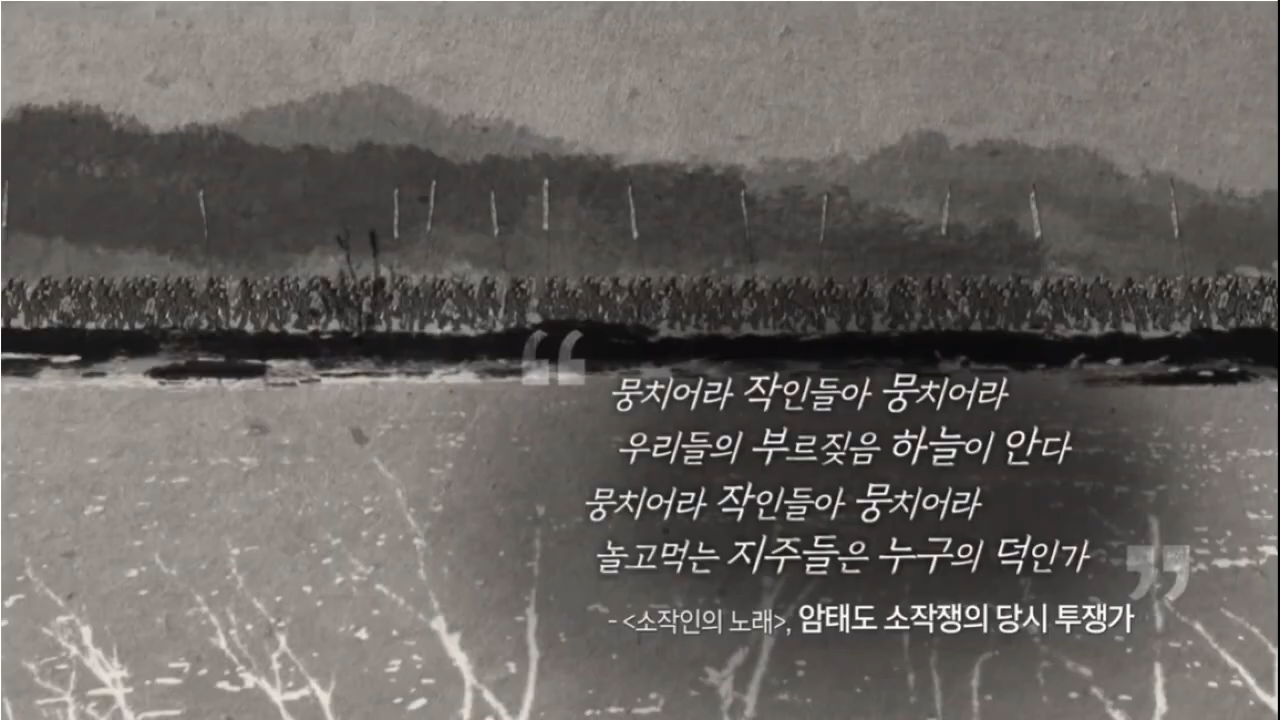 “
뭉치어라 작인들아 뭉치어라
우리들의 부르짖음 하늘이 안다
뭉치어라 작인들아 뭉치어라
놀고먹는 지주들은 누구의 덕인가
”
- <소작인의 노래>, 암태도 소작쟁의 당시 투쟁가